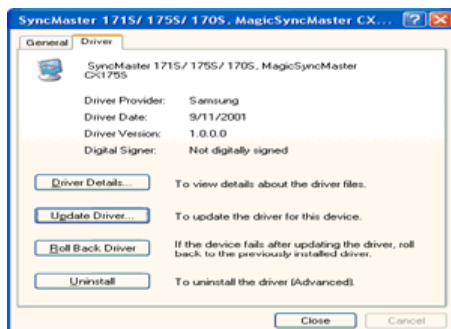 SyncMaster 171S/ 175S/ 170S, MagicSyncMaster CX...
General
Driver
SyncMaster 171S/ 175S/ 170S, MagicSyncMaster
CX175S
Driver Provider: Samsung
Driver Date: 9/11/2001
Driver Version: 1.0.0.0
Digital Signer: Not digitally signed
Driver Details... To view details about the driver files.
Update Driver... To update the driver for this device.
Roll Back Driver If the device fails after updating the driver, roll
back to the previously installed driver.
Uninstall To uninstall the driver (Advanced).
Close Cancel